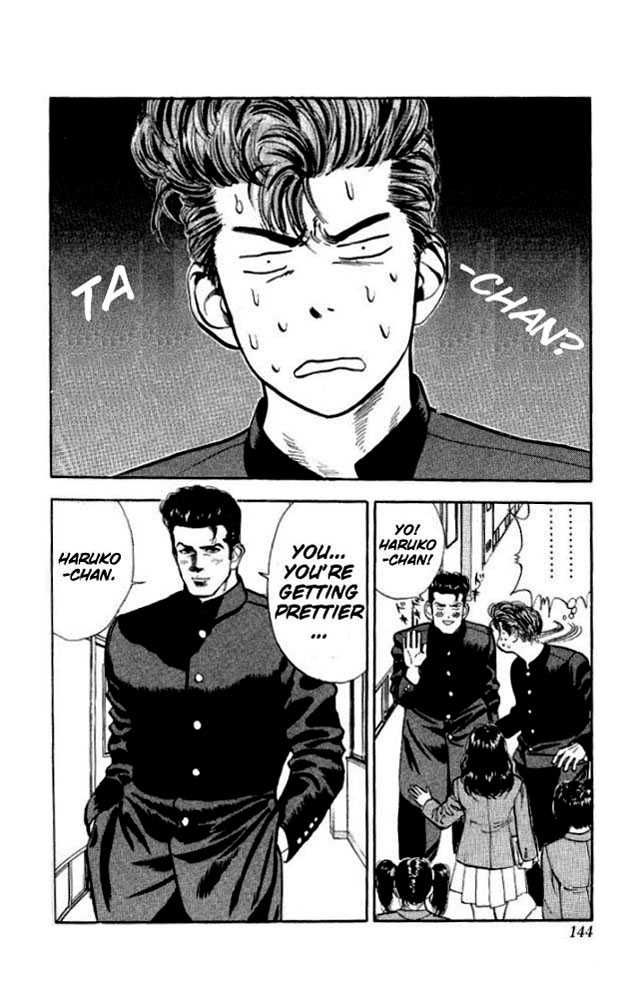 TA
-CHAN?
YO!
HARUKO
-CHAN!
YOU...
YOU'RE
GETTING
PRETTIER
...
HARUKO
-CHAN.
144